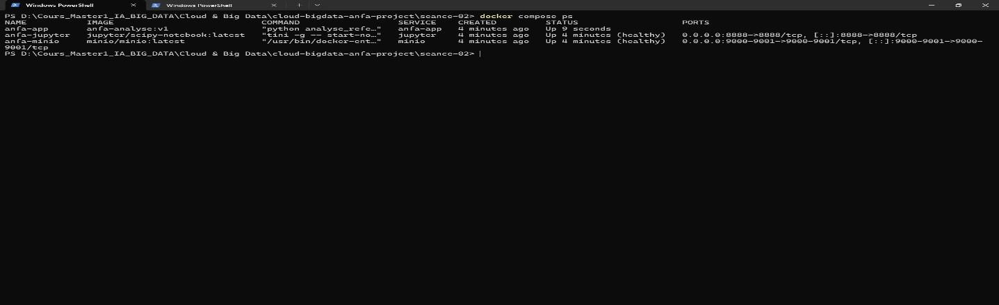 Windows PowerShell
Windows PowerShell
PS D:\Cours_Master1_IA_BIG_DATA\Cloud & Big Data\cloud-bigdata-anfa-project\seance-02> docker compose ps
NAME IMAGE COMMAND SERVICE CREATED STATUS PORTS
anfa-app anfa-analyse:v1 "python analyse_refe…" anfa-app 4 minutes ago Up 9 seconds
anfa-jupyter jupyter/scipy-notebook:latest "tini -g -- start-no…" jupyter 4 minutes ago Up 4 minutes (healthy) 0.0.0.0:8888->8888/tcp, [::]:8888->8888/tcp
anfa-minio minio/minio:latest "/usr/bin/docker-ent…" minio 4 minutes ago Up 4 minutes (healthy) 0.0.0.0:9000-9001->9000-9001/tcp, [::]:9000-9001->9000-
9001/tcp
PS D:\Cours_Master1_IA_BIG_DATA\Cloud & Big Data\cloud-bigdata-anfa-project\seance-02>